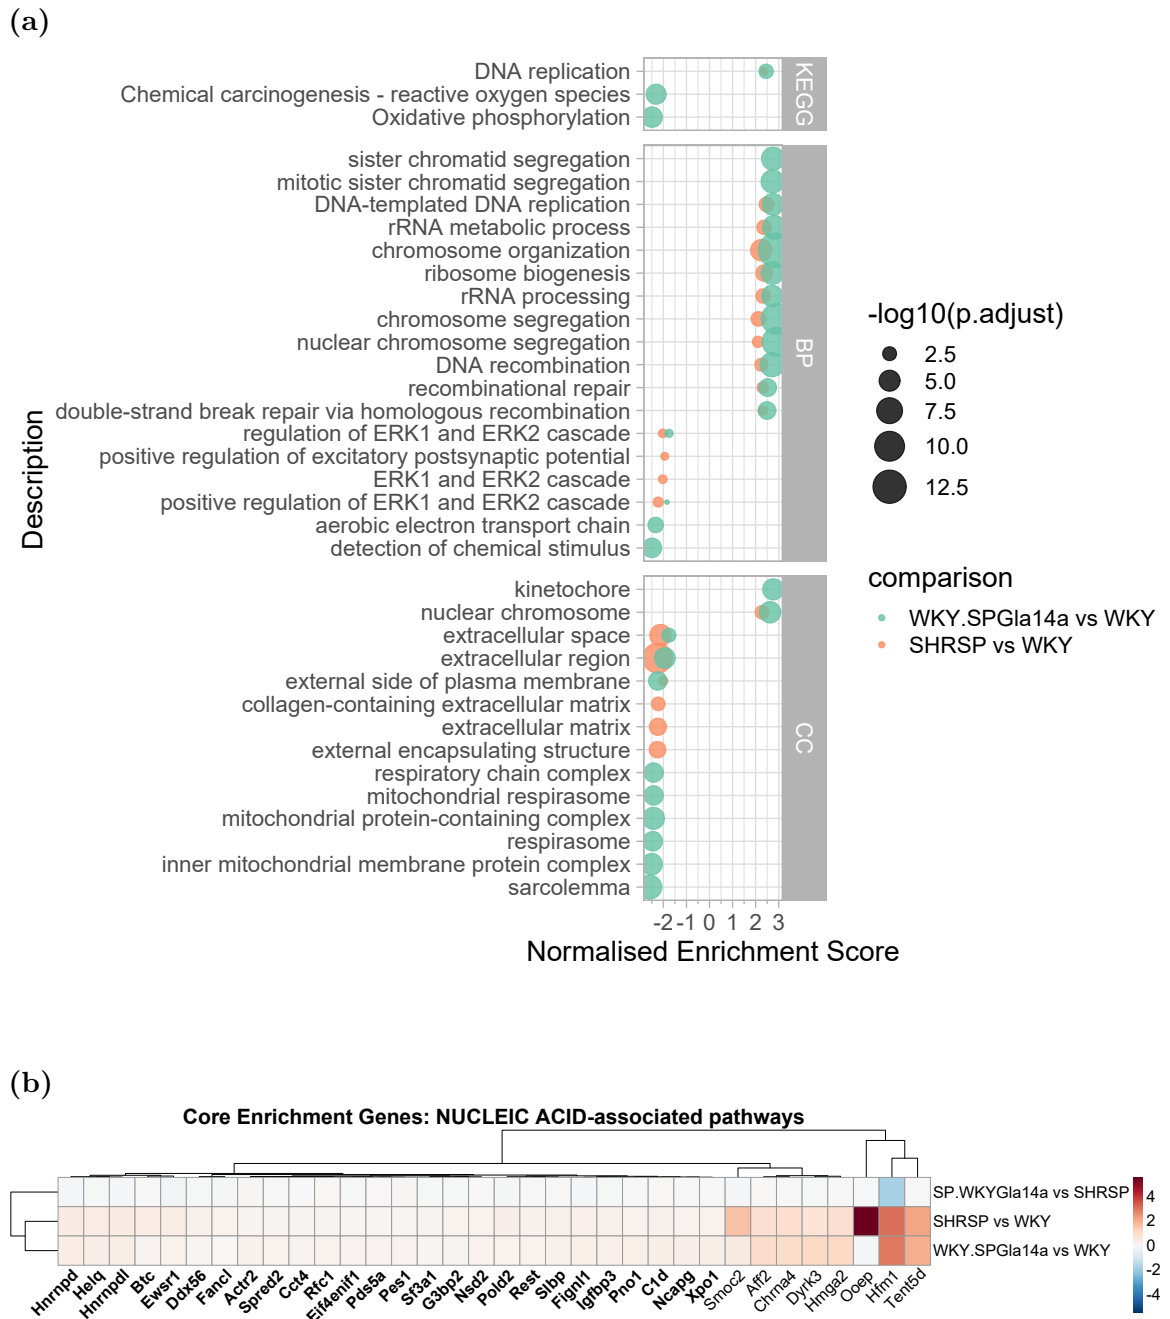 (a)
DNA replication
Chemical carcinogenesis - reactive oxygen species
Oxidative phosphorylation
KEGG
sister chromatid segregation
mitotic sister chromatid segregation
DNA-templated DNA replication
rRNA metabolic process
chromosome organization
ribosome biogenesis
rRNA processing
chromosome segregation
nuclear chromosome segregation
DNA recombination
recombinational repair
double-strand break repair via homologous recombination
regulation of ERK1 and ERK2 cascade
positive regulation of excitatory postsynaptic potential
ERK1 and ERK2 cascade
positive regulation of ERK1 and ERK2 cascade
aerobic electron transport chain
detection of chemical stimulus
BP
kinetochore
nuclear chromosome
extracellular space
extracellular region
external side of plasma membrane
collagen-containing extracellular matrix
extracellular matrix
external encapsulating structure
respiratory chain complex
mitochondrial respirasome
mitochondrial protein-containing complex
respirasome
inner mitochondrial membrane protein complex
sarcolemma
CC
Description
-2 -1 0 1 2 3
Normalised Enrichment Score
-log10(p.adjust)
2.5
5.0
7.5
10.0
12.5
comparison
WKY.SPGla14a vs WKY
SHRSP vs WKY
(b)
Core Enrichment Genes: NUCLEIC ACID-associated pathways
SP.WKYGla14a vs SHRSP
SHRSP vs WKY
WKY.SPGla14a vs WKY
4
2
0
-2
-4
Hnrnpd
Helq
Hnrnpdl
Btc
Ewsr1
Ddx56
Fancl
Actr2
Spred2
Cct4
Rfc1
Eif4enif1
Pds5a
Pes1
Sf3a1
G3bp2
Nsd2
Pold2
Rest
Slbp
Fignl1
Igfbp3
Pno1
C1d
Ncapg
Xpo1
Smoc2
Aff2
Chrna4
Dyrk3
Hmga2
Ooep
Hfm1
Tent5d